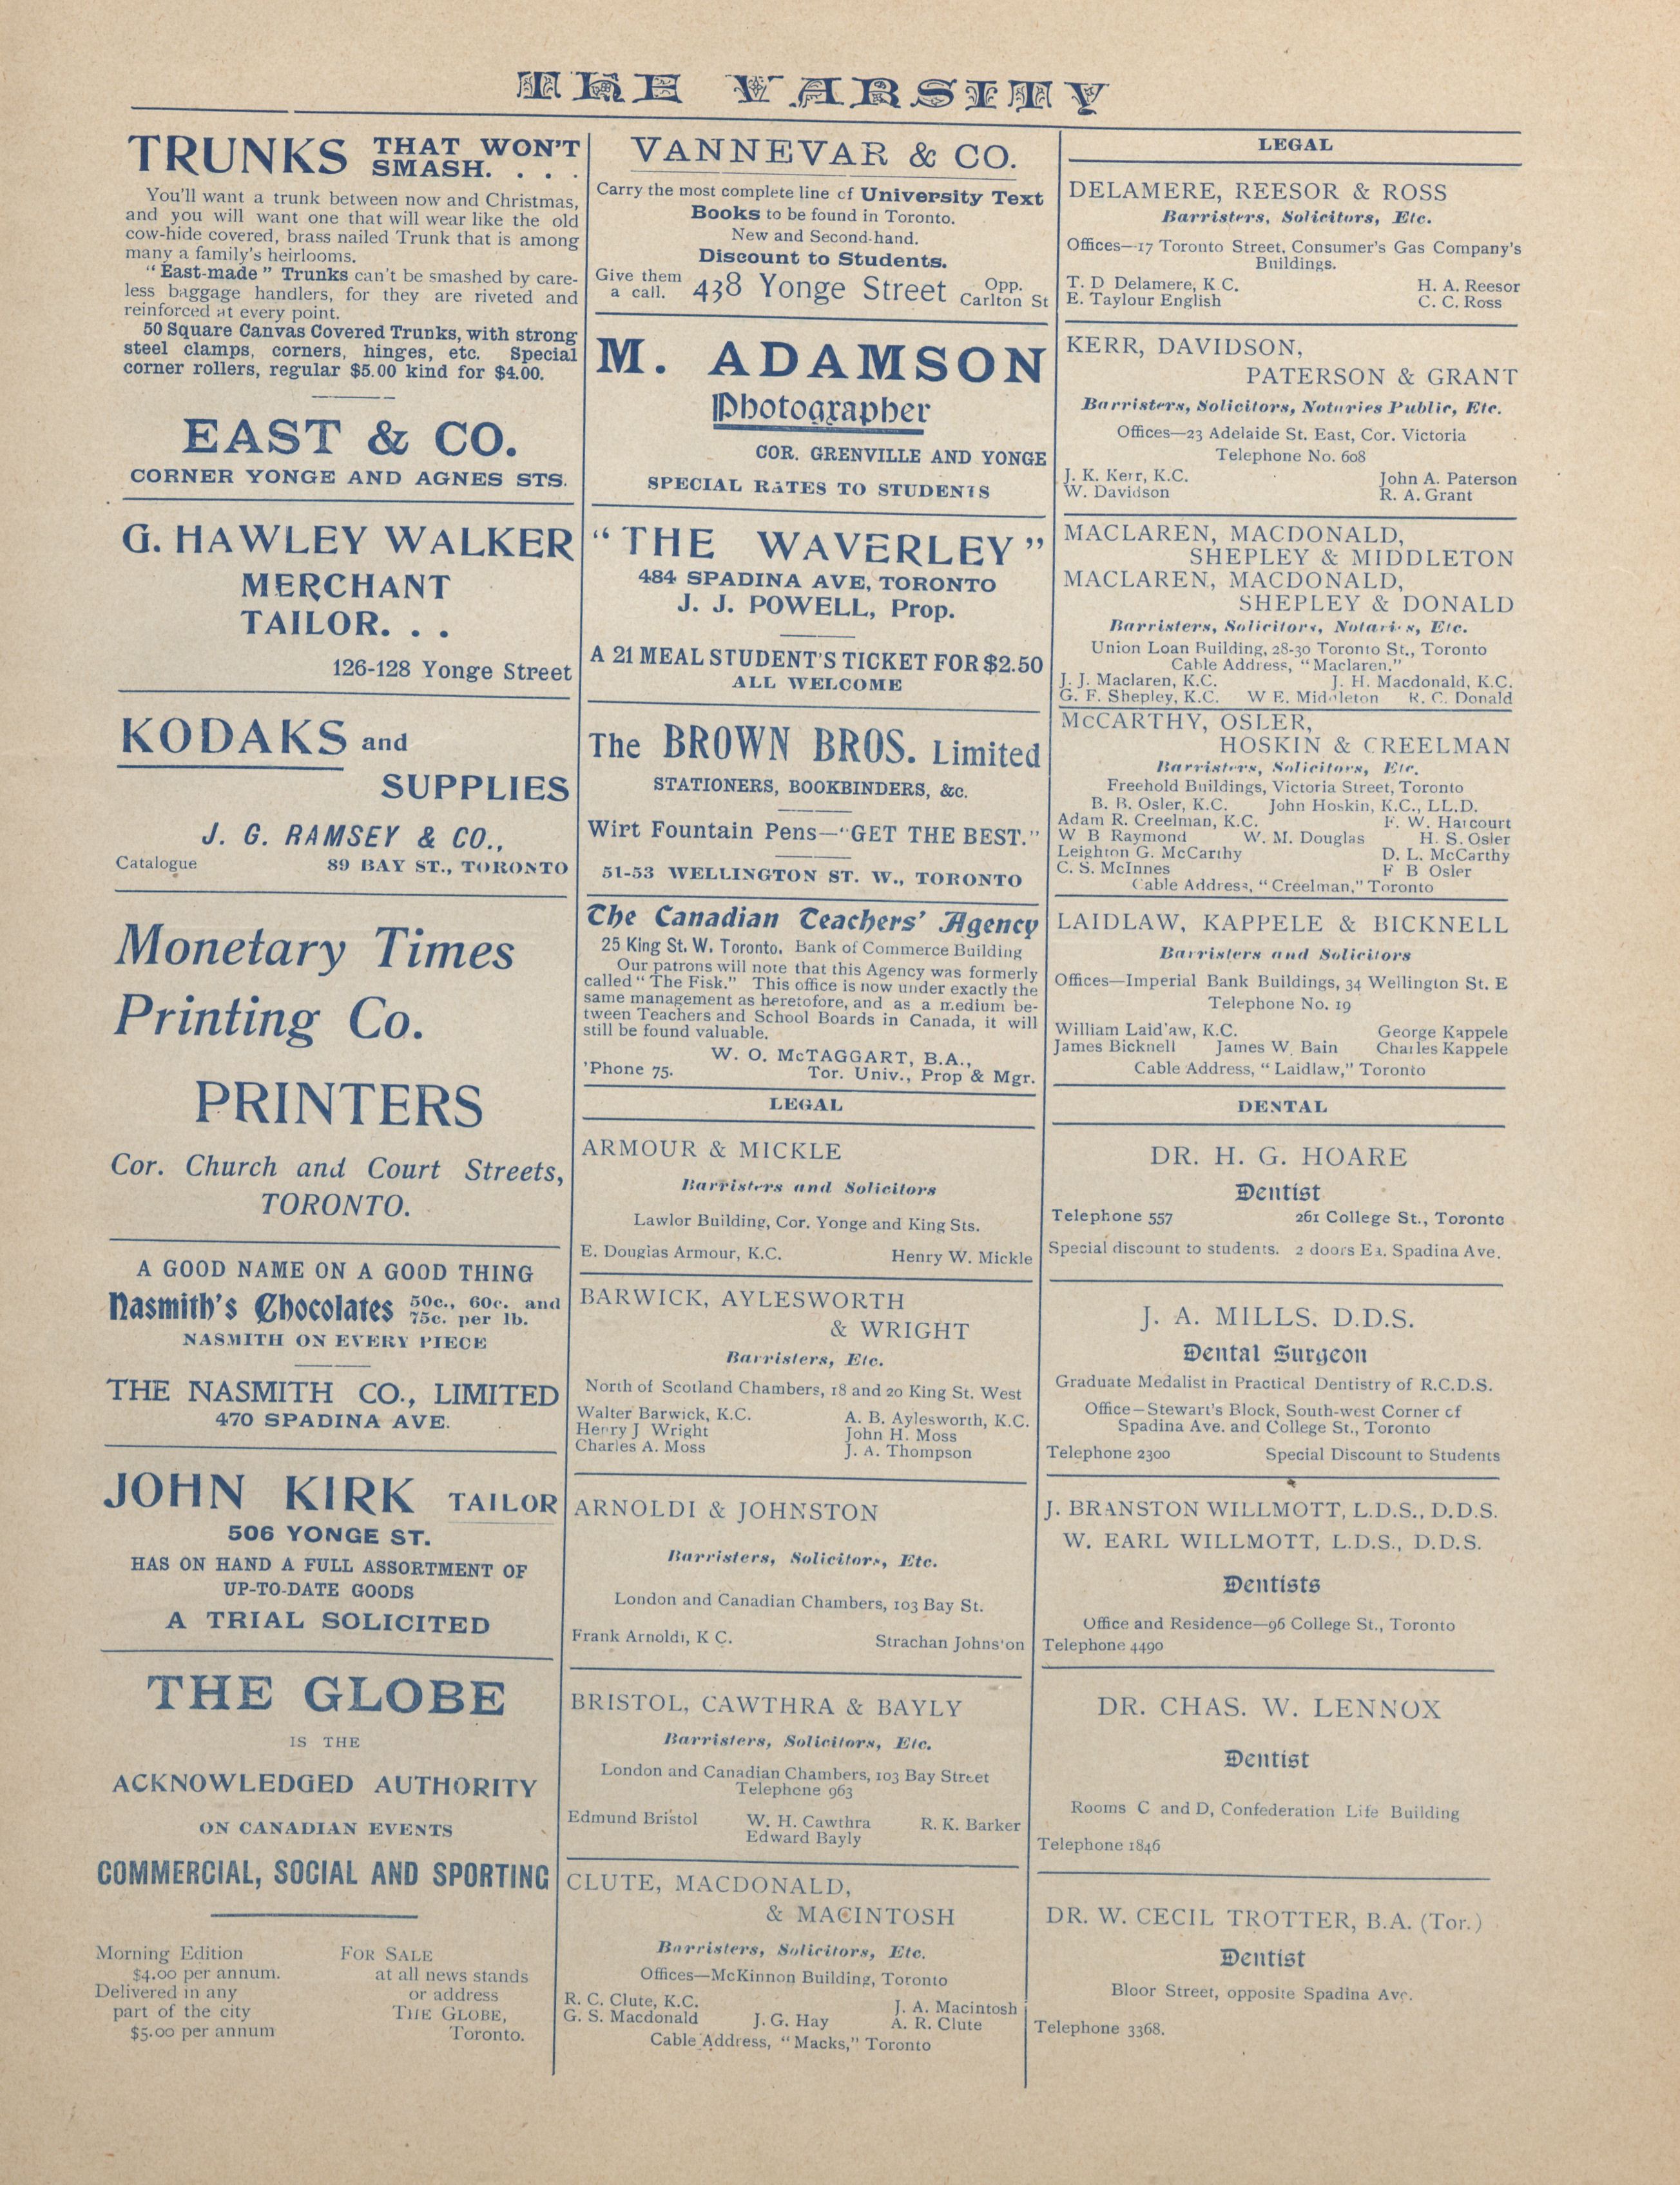 THE VARSITY
TRUNKS THAT WON'T SMASH. . . .
You'll want a trunk between now and Christmas,
and you will want one that will wear like the old
cow-hide covered, brass nailed Trunk that is among
many a family's heirlooms.
"East-made" Trunks can't be smashed by care-
less baggage handlers, for they are riveted and
reinforced at every point.
50 Square Canvas Covered Trunks, with strong
steel clamps, corners, hinges, etc. Special
corner rollers, regular $5.00 kind for $4.00.
EAST & CO.
CORNER YONGE AND AGNES STS.
G. HAWLEY WALKER
MERCHANT
TAILOR. . .
126-128 Yonge Street
KODAKS and
SUPPLIES
J. G. RAMSEY & CO.,
Catalogue 89 BAY ST., TORONTO
Monetary Times
Printing Co.
PRINTERS
Cor. Church and Court Streets,
TORONTO.
A GOOD NAME ON A GOOD THING
Nasmith's Chocolates 50c., 60c. and 75c. per lb.
NASMITH ON EVERY PIECE
THE NASMITH CO., LIMITED
470 SPADINA AVE.
JOHN KIRK TAILOR
506 YONGE ST.
HAS ON HAND A FULL ASSORTMENT OF
UP-TO-DATE GOODS
A TRIAL SOLICITED
THE GLOBE
IS THE
ACKNOWLEDGED AUTHORITY
ON CANADIAN EVENTS
COMMERCIAL, SOCIAL AND SPORTING
Morning Edition
$4.00 per annum.
Delivered in any
part of the city
$5.00 per annum
FOR SALE
at all news stands
or address
THE GLOBE,
Toronto.
VANNEVAR & CO.
Carry the most complete line of University Text
Books to be found in Toronto.
New and Second-hand.
Discount to Students.
Give them a call. 438 Yonge Street Opp. Carlton St
M. ADAMSON
Photographer
COR. GRENVILLE AND YONGE
SPECIAL RATES TO STUDENTS
"THE WAVERLEY"
484 SPADINA AVE, TORONTO
J. J. POWELL, Prop.
A 21 MEAL STUDENT'S TICKET FOR $2.50
ALL WELCOME
The BROWN BROS. Limited
STATIONERS, BOOKBINDERS, &c.
Wirt Fountain Pens—"GET THE BEST."
51-53 WELLINGTON ST. W., TORONTO
The Canadian Teachers' Agency
25 King St. W. Toronto. Bank of Commerce Building
Our patrons will note that this Agency was formerly
called "The Fisk." This office is now under exactly the
same management as heretofore, and as a medium be-
tween Teachers and School Boards in Canada, it will
still be found valuable.
W. O. McTAGGART, B.A.,
'Phone 75. Tor. Univ., Prop & Mgr.
LEGAL
ARMOUR & MICKLE
Barristers and Solicitors
Lawlor Building, Cor. Yonge and King Sts.
E. Douglas Armour, K.C. Henry W. Mickle
BARWICK, AYLESWORTH
& WRIGHT
Barristers, Etc.
North of Scotland Chambers, 18 and 20 King St. West
Walter Barwick, K.C. A. B. Aylesworth, K.C.
Henry J Wright John H. Moss
Charles A. Moss J. A. Thompson
ARNOLDI & JOHNSTON
Barristers, Solicitors, Etc.
London and Canadian Chambers, 103 Bay St.
Frank Arnoldi, K C. Strachan Johns'on
BRISTOL, CAWTHRA & BAYLY
Barristers, Solicitors, Etc.
London and Canadian Chambers, 103 Bay Street
Telephone 963
Edmund Bristol W. H. Cawthra R. K. Barker
Edward Bayly
CLUTE, MACDONALD,
& MACINTOSH
Barristers, Solicitors, Etc.
Offices—McKinnon Building, Toronto
R. C. Clute, K.C. J. A. Macintosh
G. S. Macdonald J. G. Hay A. R. Clute
Cable Address, "Macks," Toronto
LEGAL
DELAMERE, REESOR & ROSS
Barristers, Solicitors, Etc.
Offices—17 Toronto Street, Consumer's Gas Company's
Buildings.
T. D Delamere, K C. H. A. Reesor
E. Taylour English C. C. Ross
KERR, DAVIDSON,
PATERSON & GRANT
Barristers, Solicitors, Notaries Public, Etc.
Offices—23 Adelaide St. East, Cor. Victoria
Telephone No. 608
J. K. Kerr, K.C. John A. Paterson
W. Davidson R. A. Grant
MACLAREN, MACDONALD,
SHEPLEY & MIDDLETON
MACLAREN, MACDONALD,
SHEPLEY & DONALD
Barristers, Solicitors, Notaries, Etc.
Union Loan Building, 28-30 Toronto St., Toronto
Cable Address, "Maclaren."
J. J. Maclaren, K.C. J. H. Macdonald, K.C.
G. F. Shepley, K.C. W E. Middleton R. C. Donald
McCARTHY, OSLER,
HOSKIN & CREELMAN
Barristers, Solicitors, Etc.
Freehold Buildings, Victoria Street, Toronto
B. B. Osler, K.C. John Hoskin, K.C., LL.D.
Adam R. Creelman, K.C. F. W. Harcourt
W B Raymond W. M. Douglas H. S. Osler
Leighton G. McCarthy D. L. McCarthy
C. S. McInnes F B Osler
Cable Address, "Creelman," Toronto
LAIDLAW, KAPPELE & BICKNELL
Barristers and Solicitors
Offices—Imperial Bank Buildings, 34 Wellington St. E
Telephone No. 19
William Laid'aw, K.C. George Kappele
James Bicknell James W. Bain Charles Kappele
Cable Address, "Laidlaw," Toronto
DENTAL
DR. H. G. HOARE
Dentist
Telephone 557 261 College St., Toronto
Special discount to students. 2 doors Ea. Spadina Ave.
J. A. MILLS. D.D.S.
Dental Surgeon
Graduate Medalist in Practical Dentistry of R.C.D.S.
Office—Stewart's Block, South-west Corner of
Spadina Ave. and College St., Toronto
Telephone 2300 Special Discount to Students
J. BRANSTON WILLMOTT, L.D.S., D.D.S.
W. EARL WILLMOTT, L.D.S., D.D.S.
Dentists
Office and Residence—96 College St., Toronto
Telephone 4490
DR. CHAS. W. LENNOX
Dentist
Rooms C and D, Confederation Life Building
Telephone 1846
DR. W. CECIL TROTTER, B.A. (Tor.)
Dentist
Bloor Street, opposite Spadina Ave.
Telephone 3368.